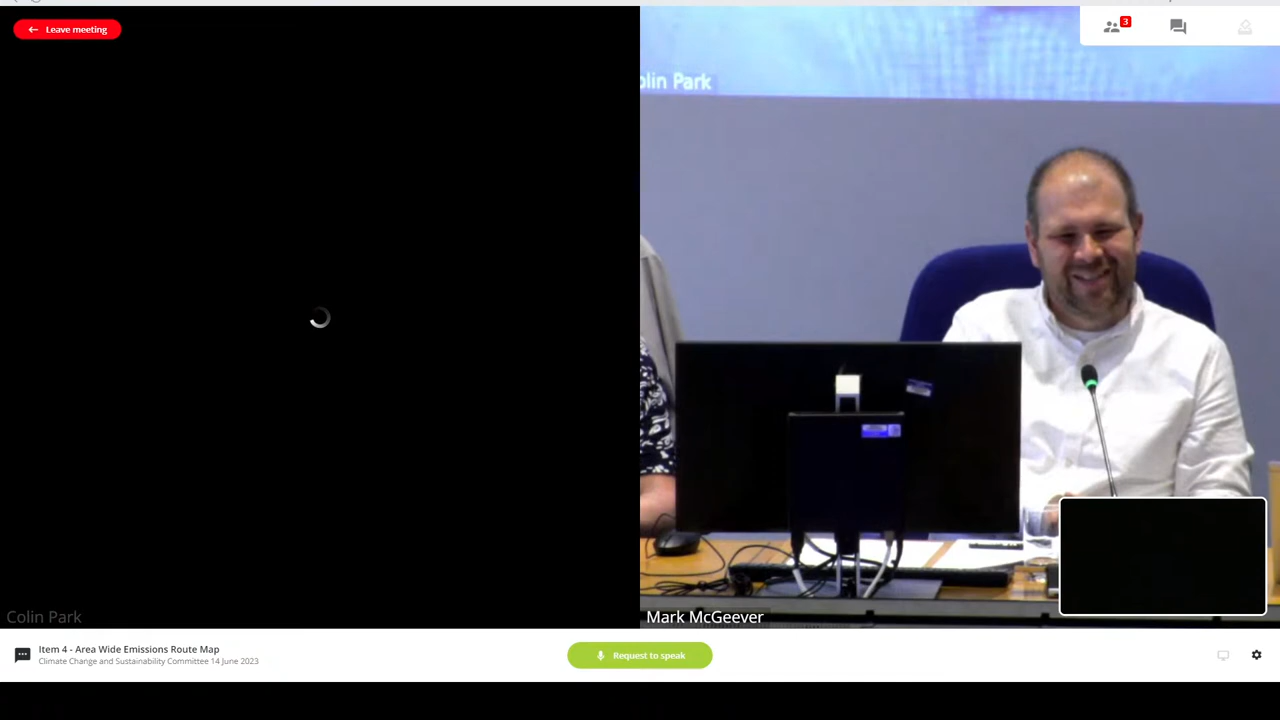 Leave meeting
3
olin Park
Colin Park
Mark McGeever
Item 4 - Area Wide Emissions Route Map
Climate Change and Sustainability Committee 14 June 2023
Request to speak